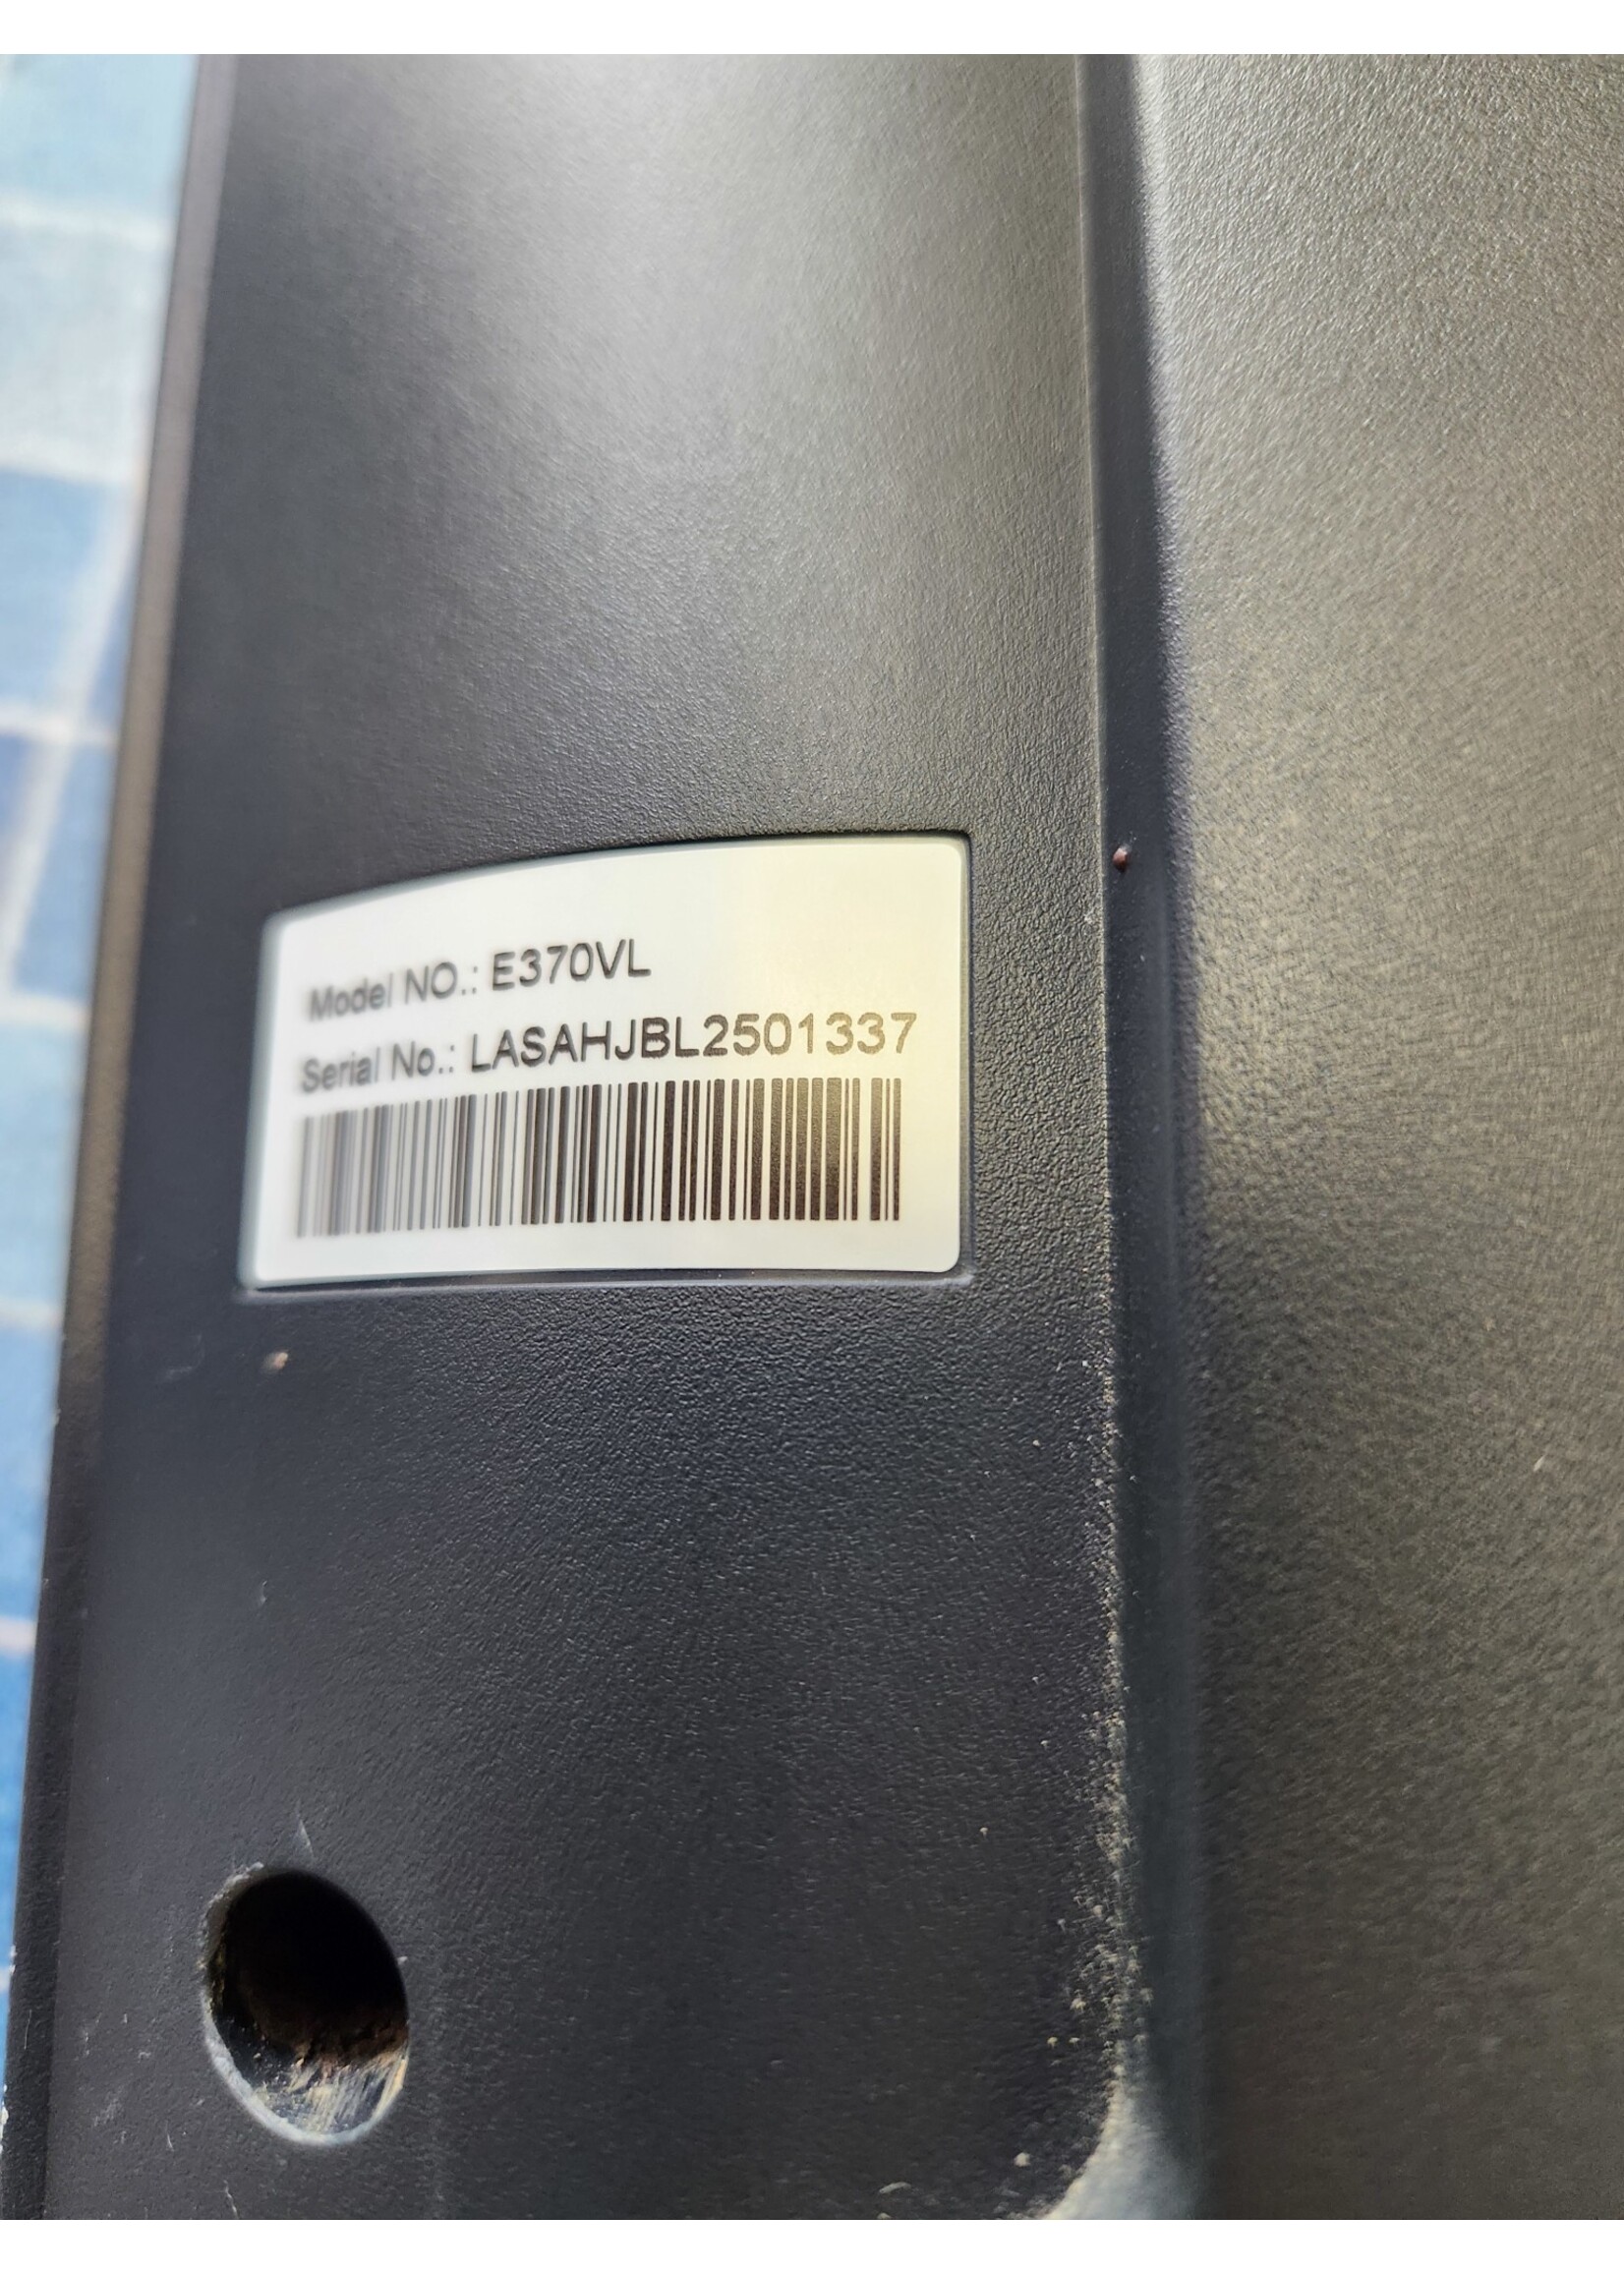 Model NO.: E370VL
Serial No.: LASAHJBL2501337